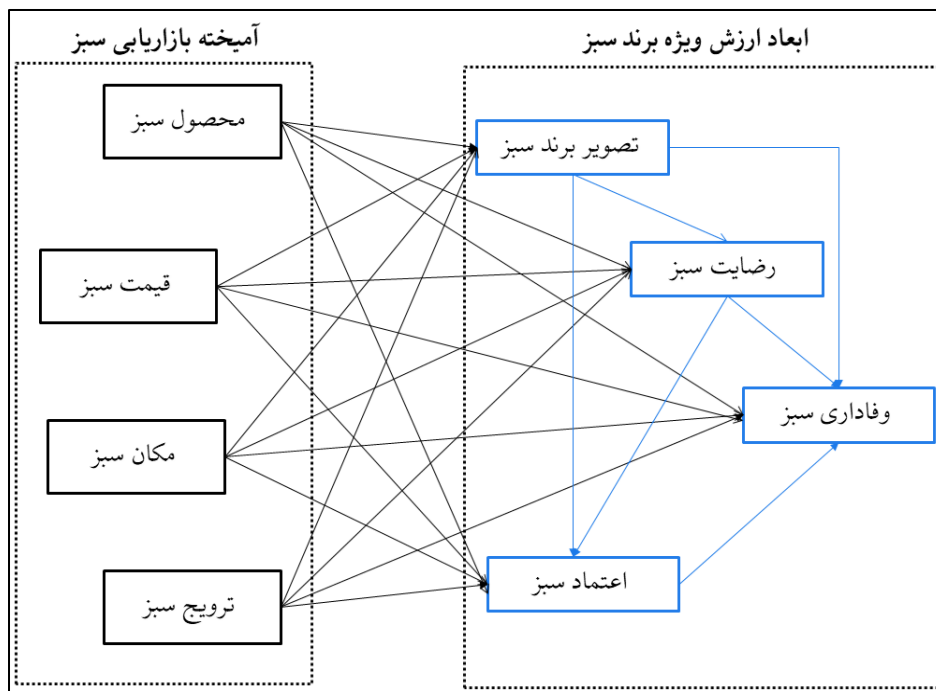 ابعاد ارزش ویژه برند سبز
آمیخته بازاریابی سبز
محصول سبز
تصویر برند سبز
رضایت سبز
قیمت سبز
وفاداری سبز
مکان سبز
اعتماد سبز
ترویج سبز